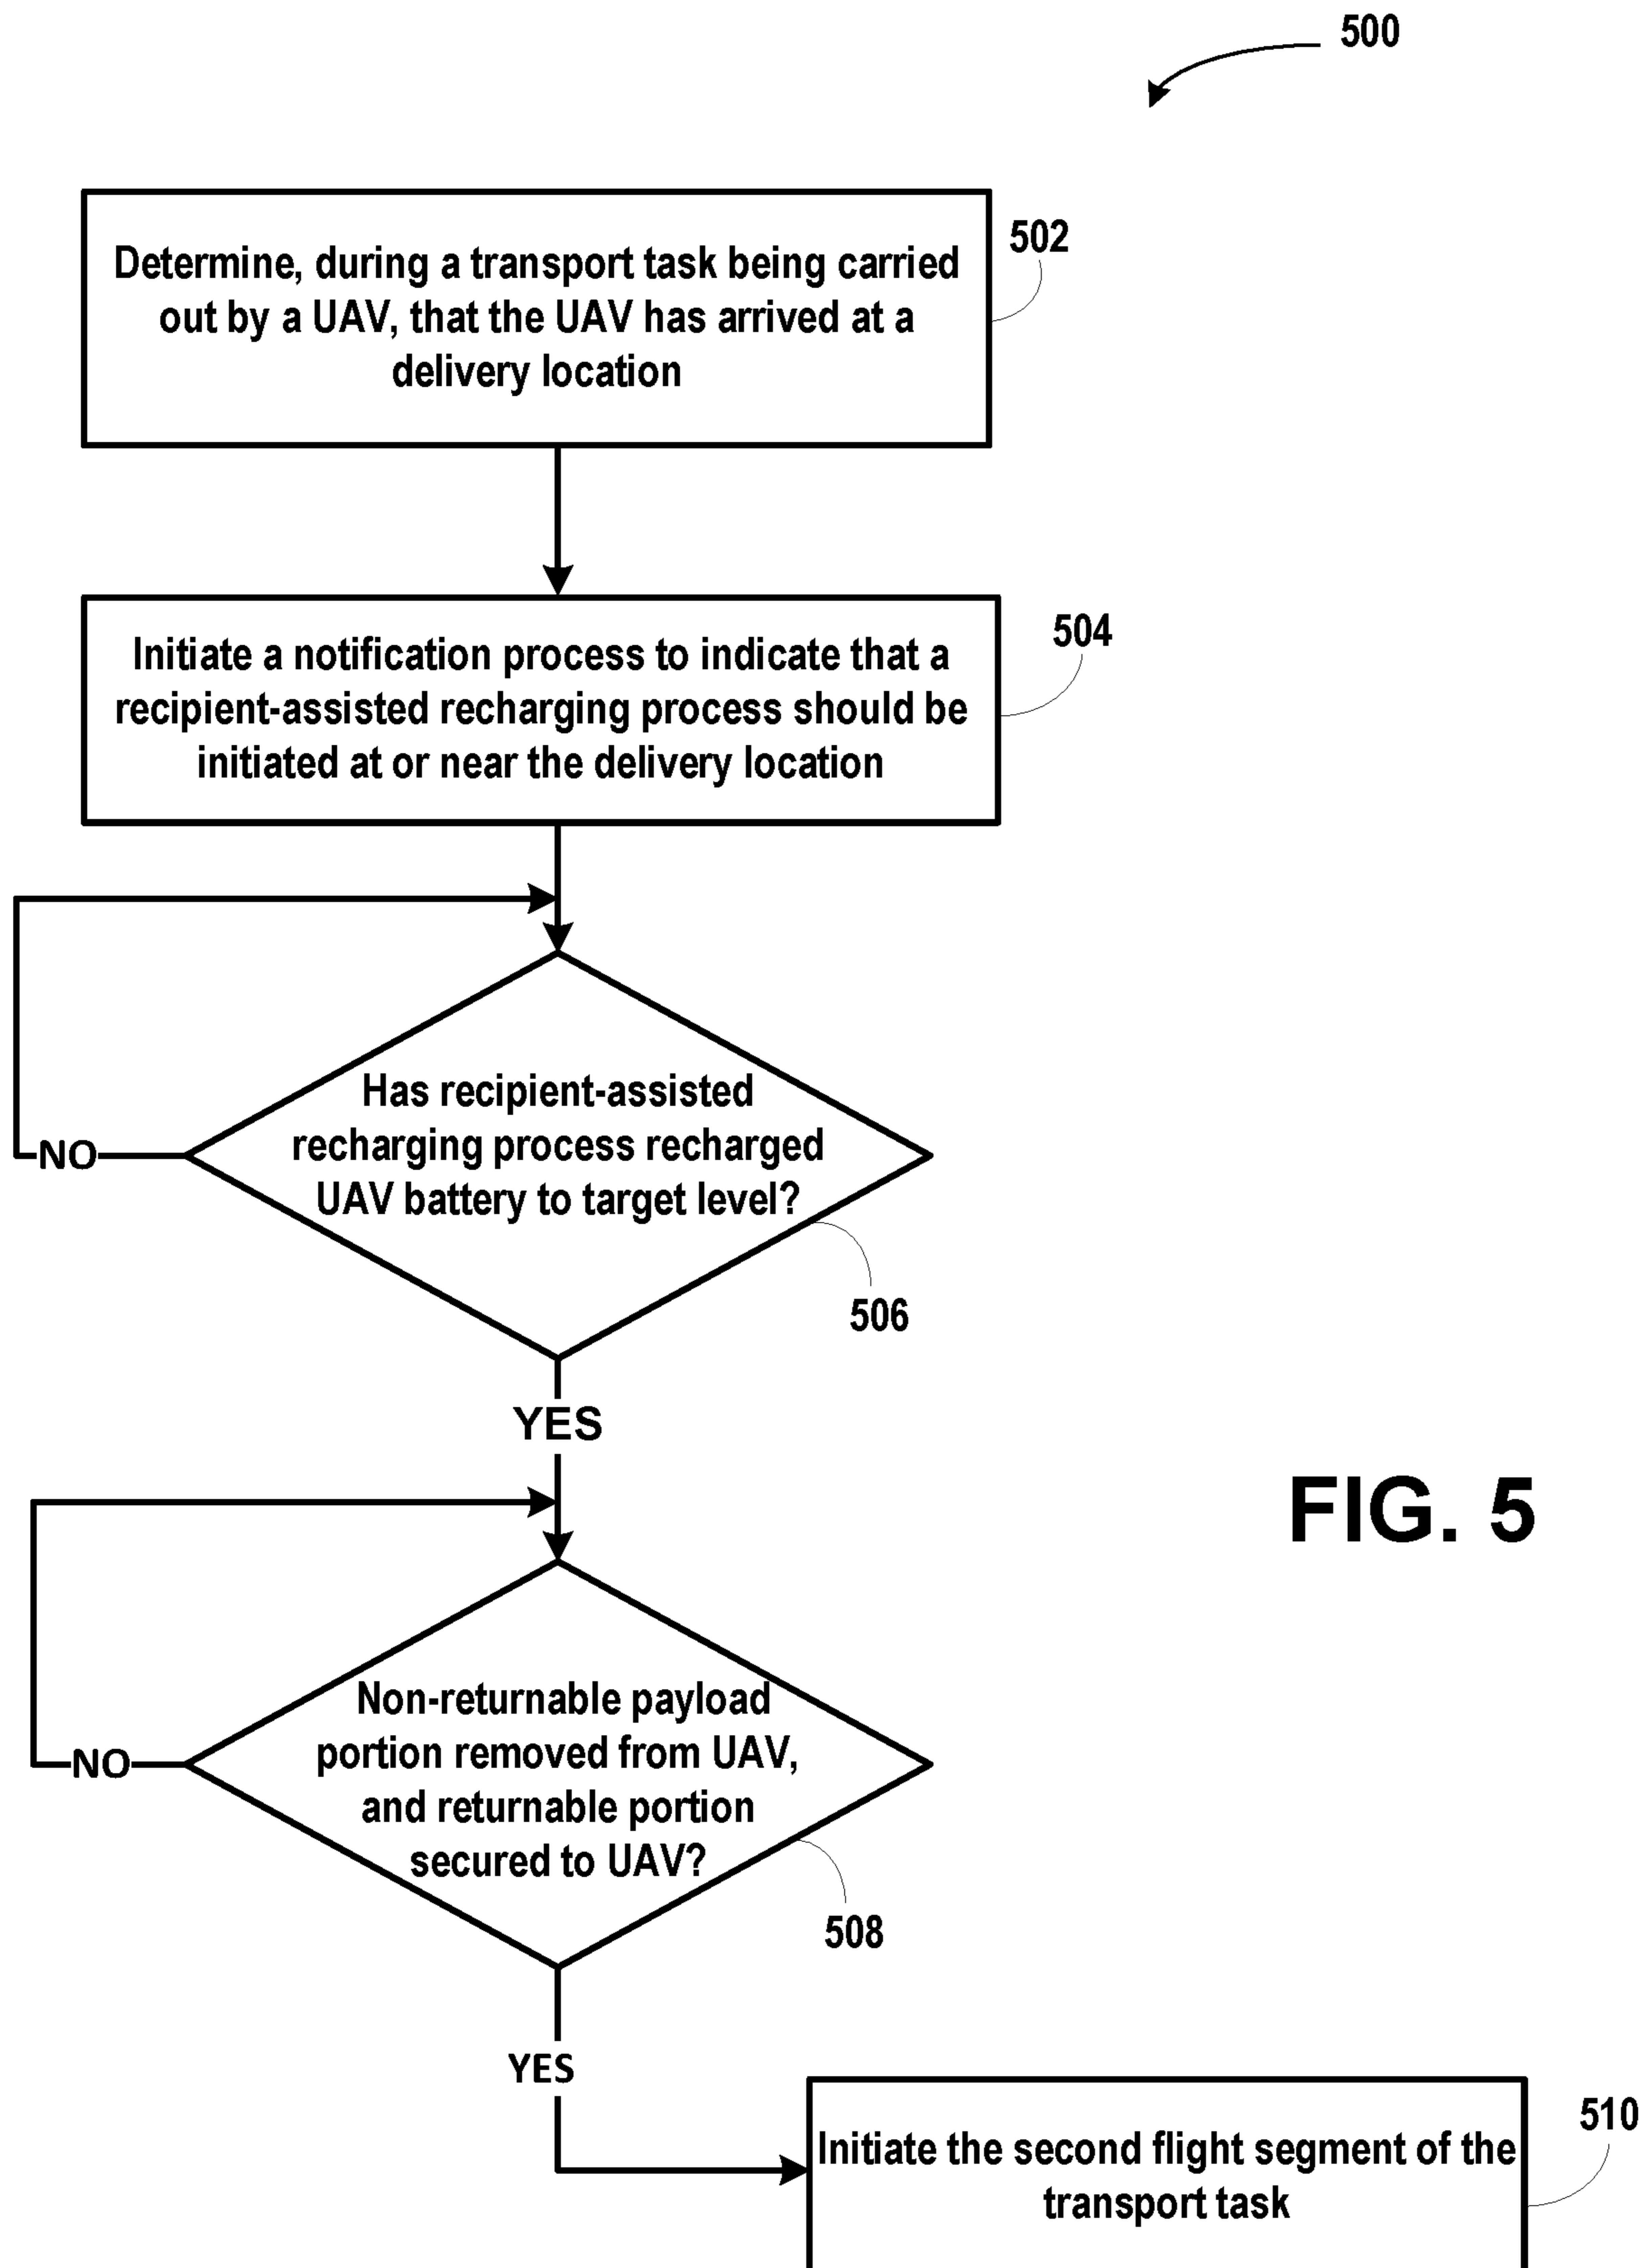 500
Determine, during a transport task being carried
out by a UAV, that the UAV has arrived at a
delivery location
502
Initiate a notification process to indicate that a
recipient-assisted recharging process should be
initiated at or near the delivery location
504
Has recipient-assisted
recharging process recharged
UAV battery to target level?
NO
506
YES
FIG. 5
Non-returnable payload
portion removed from UAV,
and returnable portion
secured to UAV?
NO
508
YES
Initiate the second flight segment of the
transport task
510